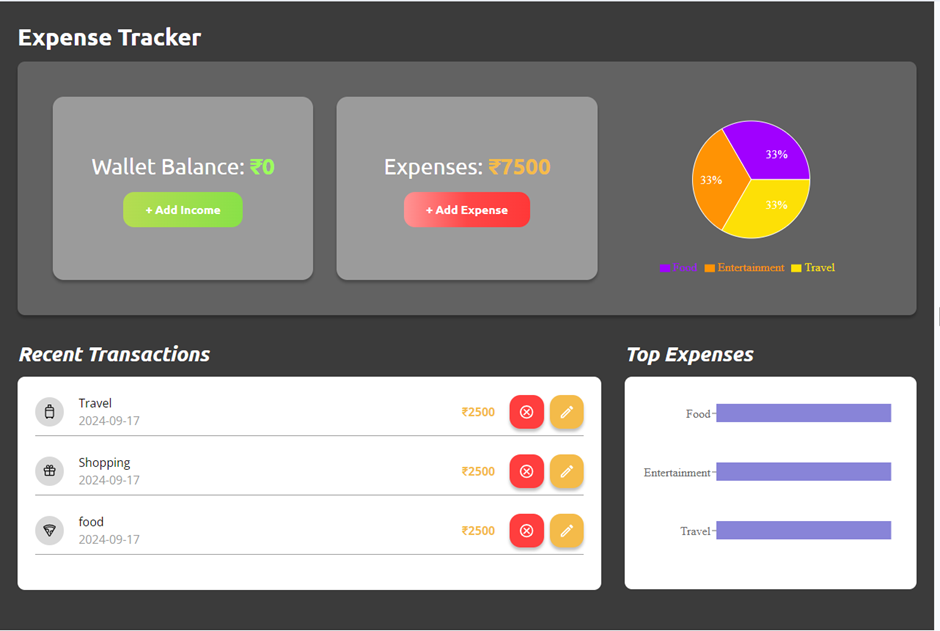 Expense Tracker
Wallet Balance: ₹0
+ Add Income
Expenses: ₹7500
+ Add Expense
33%
33%
33%
Food Entertainment Travel
Recent Transactions
Travel
2024-09-17
₹2500
Shopping
2024-09-17
₹2500
food
2024-09-17
₹2500
Top Expenses
Food
Entertainment
Travel